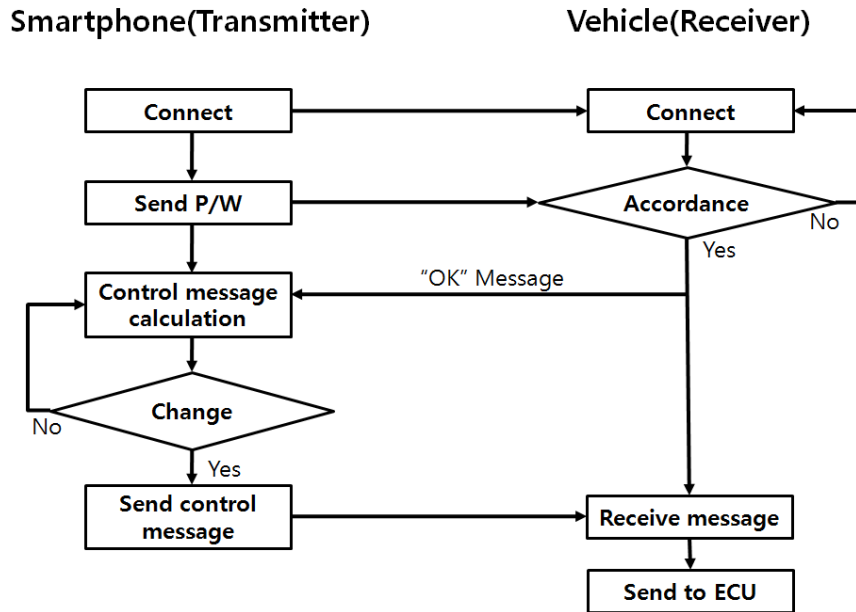 Smartphone(Transmitter)
Vehicle(Receiver)
Connect
Connect
Send P/W
Accordance
No
Yes
"OK" Message
Control message
calculation
Change
No
Yes
Send control
message
Receive message
Send to ECU